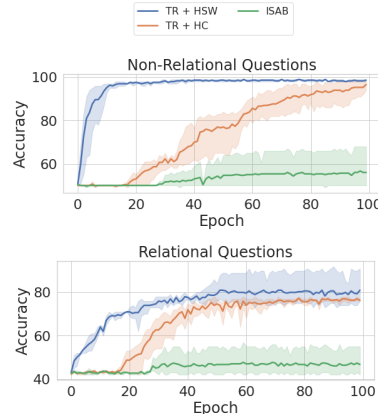 TR + HSW
ISAB
TR + HC
Non-Relational Questions
100
80
60
Accuracy
0 20 40 60 80 100
Epoch
Relational Questions
80
60
40
Accuracy
0 20 40 60 80 100
Epoch